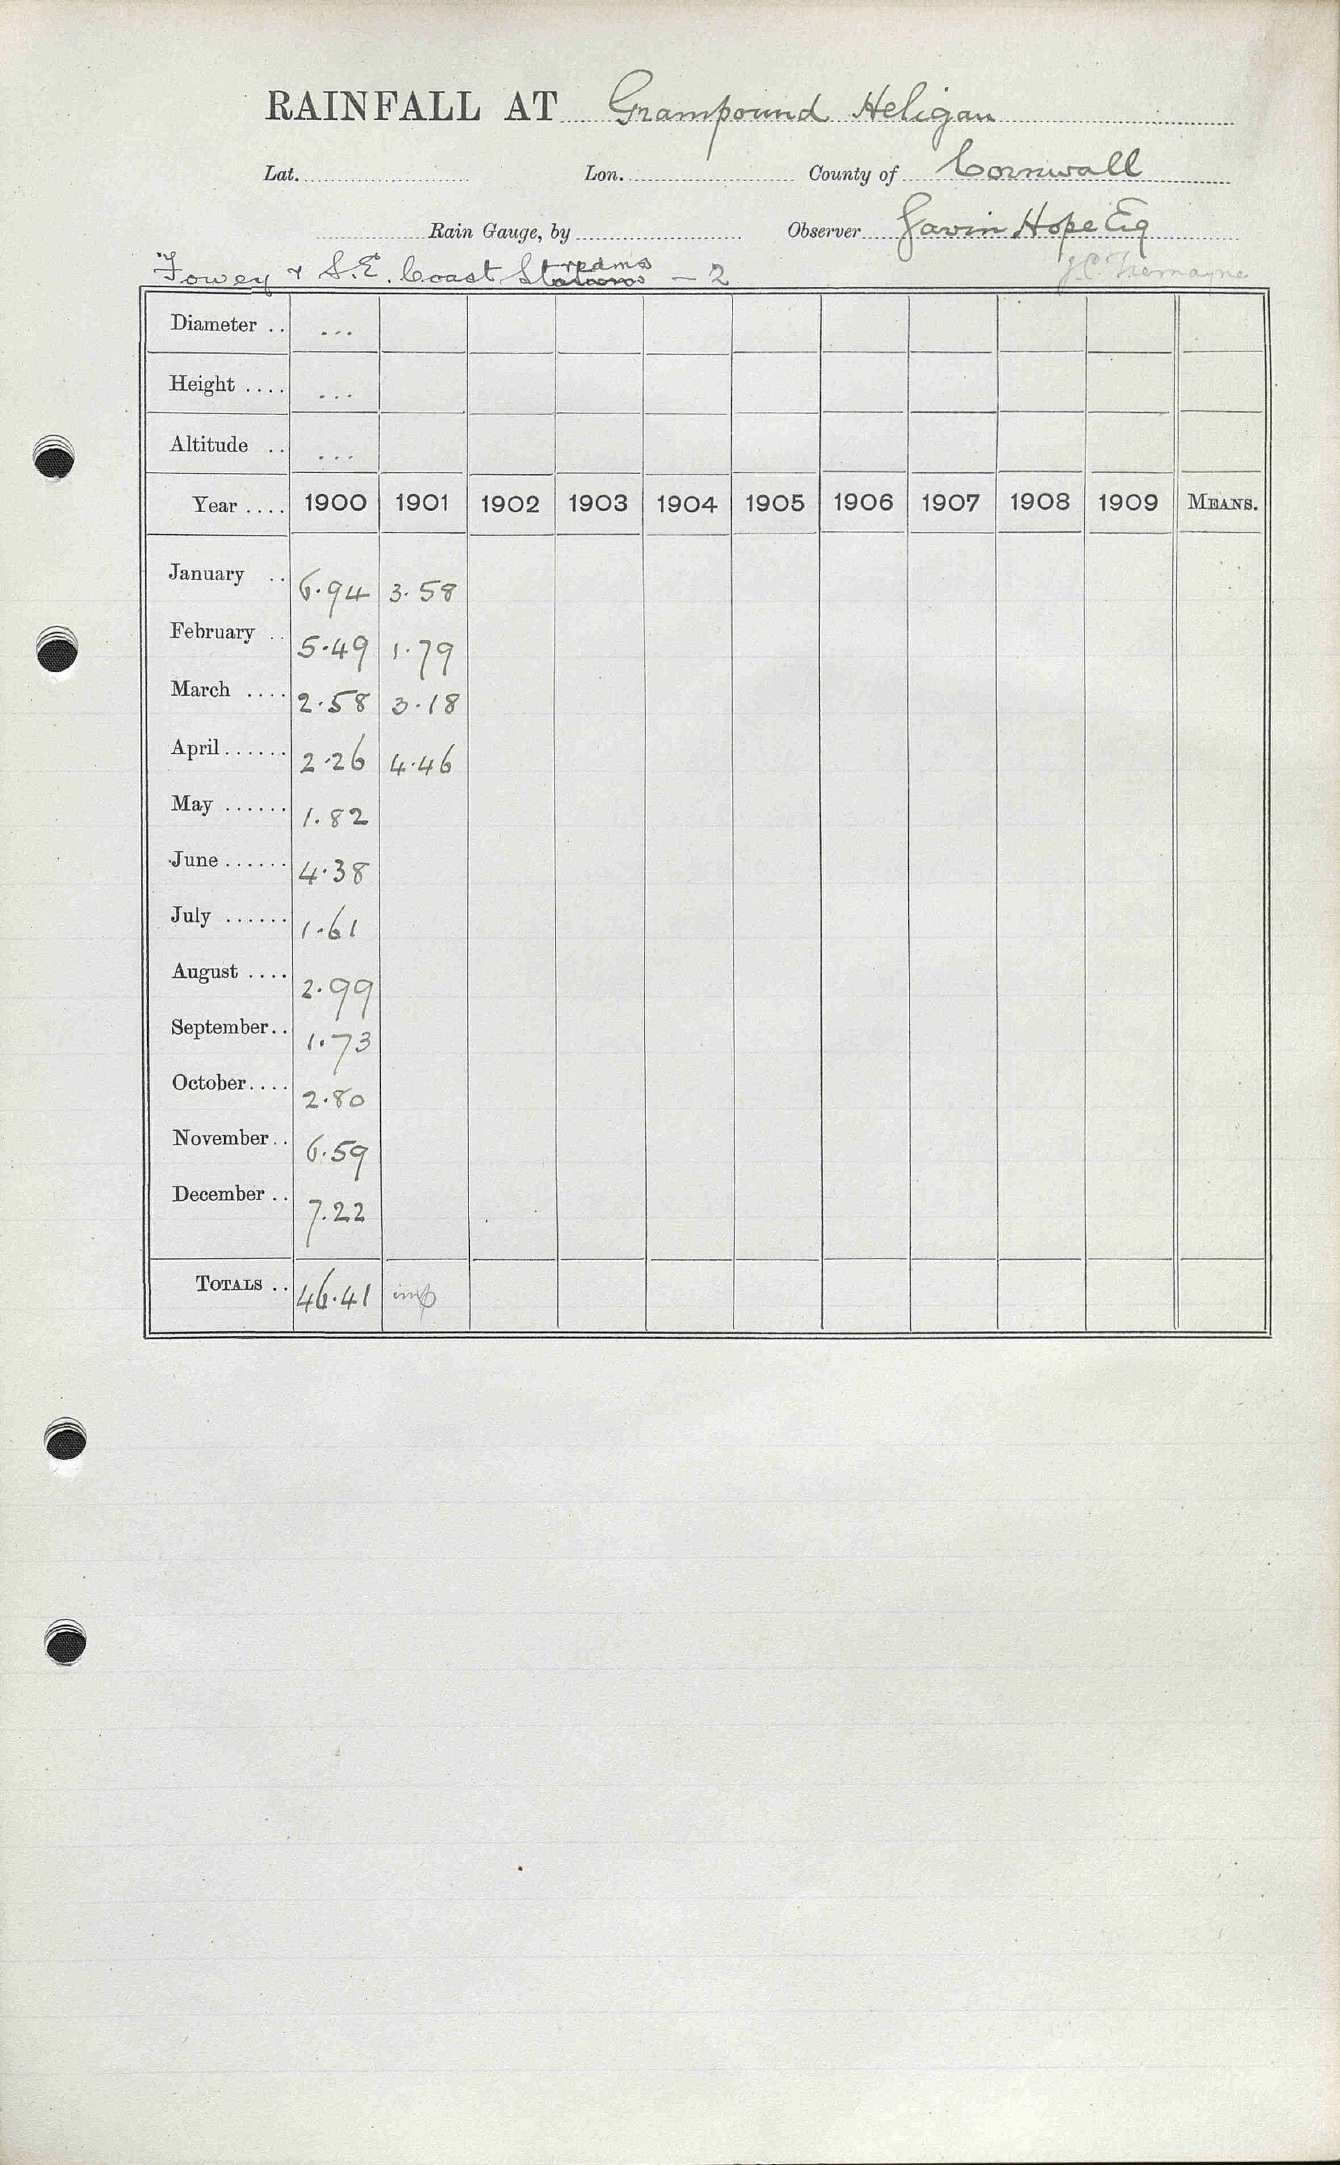 RAINFALL AT Grampound Heligan
Lat. Lon. County of Cornwall
Rain Gauge, by Observer Gavin Hope Esq
Fowey & S.E. Coast Streams - 2 J.C. Tremayne
Diameter .. ...
Height .... ...
Altitude .. ...
Year .... 1900 1901 1902 1903 1904 1905 1906 1907 1908 1909 MEANS.
January .. 6.94 3.58
February .. 5.49 1.79
March .... 2.58 3.18
April ...... 2.26 4.46
May ...... 1.82
June ...... 4.38
July ...... 1.61
August .... 2.99
September .. 1.73
October .... 2.80
November .. 6.59
December .. 7.22
TOTALS .. 46.41 imp